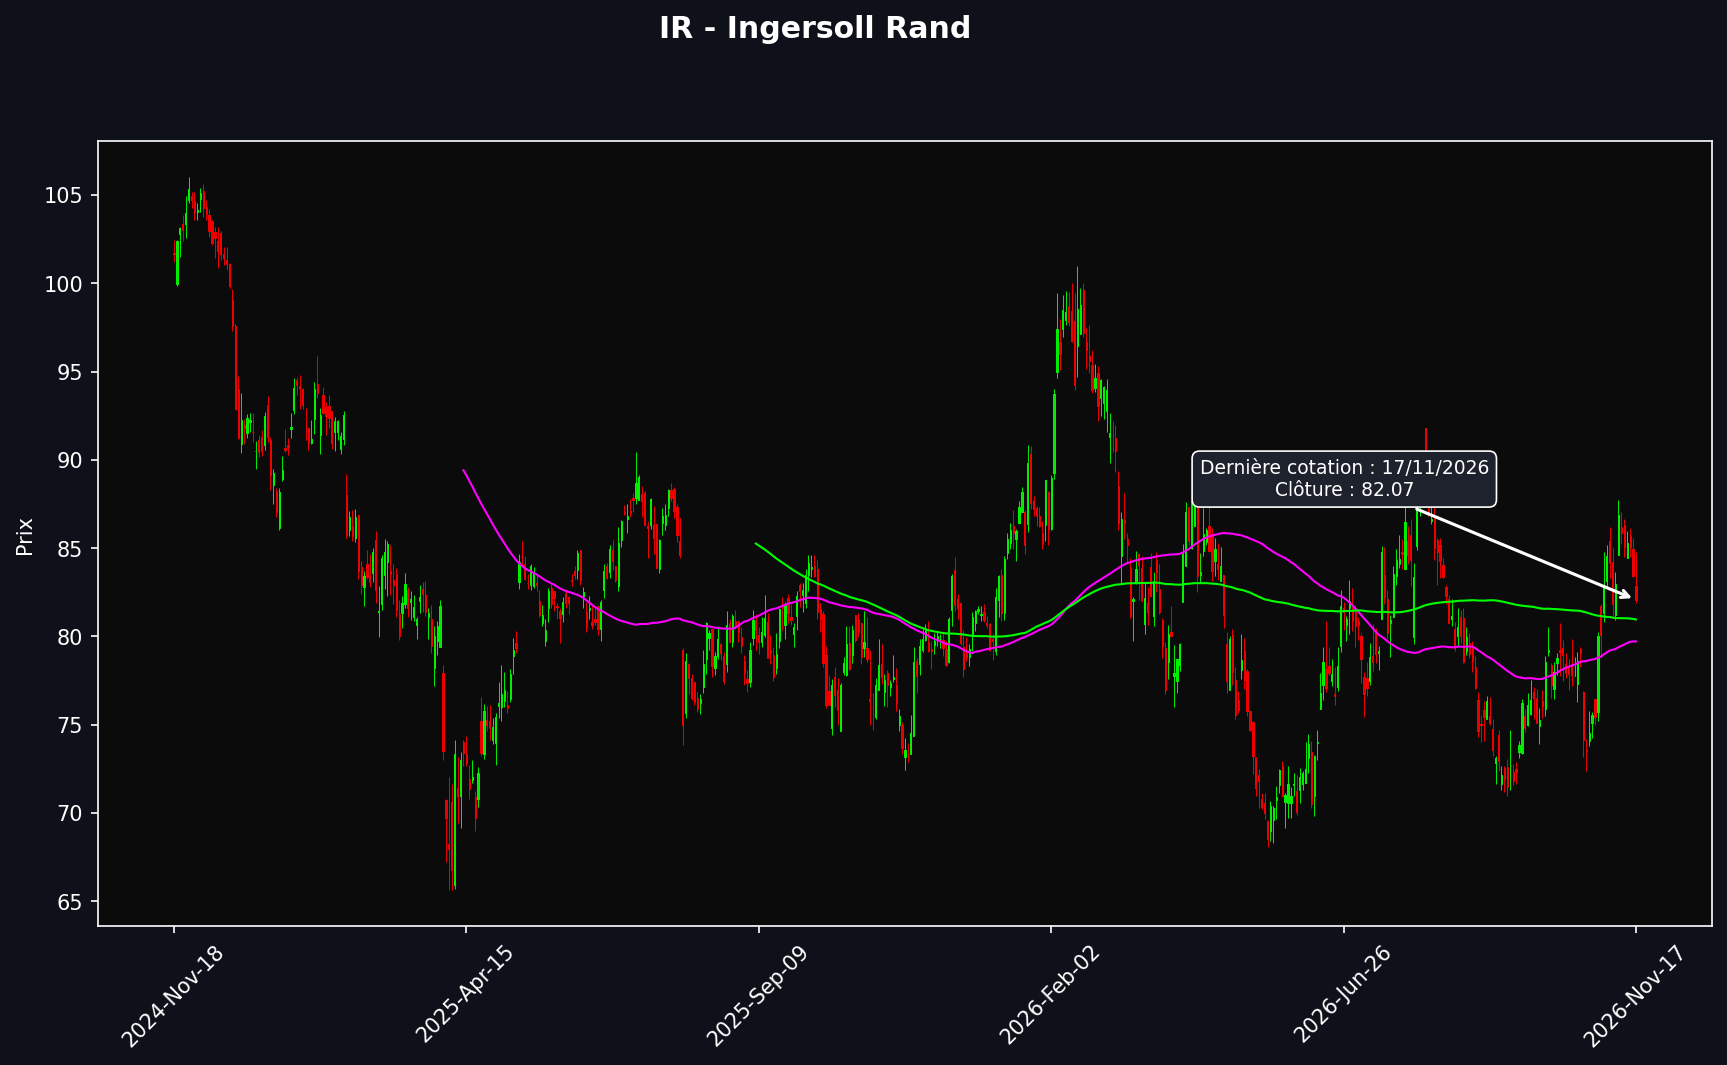 IR - Ingersoll Rand
Prix
105
100
95
90
85
80
75
70
65
Dernière cotation : 17/11/2026
Clôture : 82.07
2024-Nov-18
2025-Apr-15
2025-Sep-09
2026-Feb-02
2026-Jun-26
2026-Nov-17